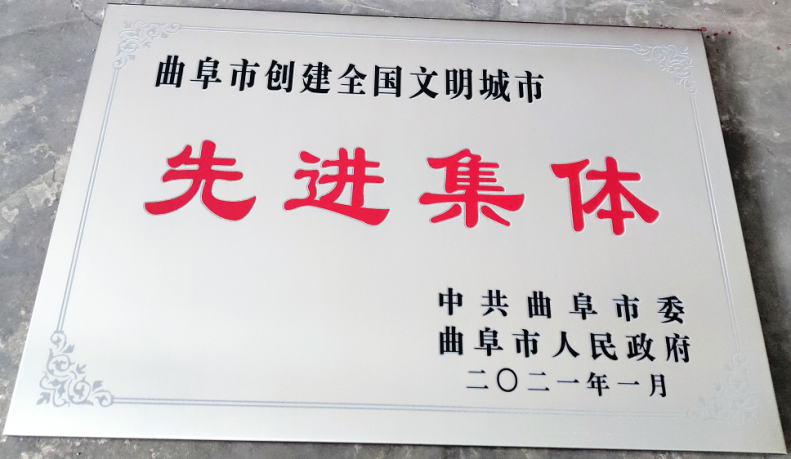 曲阜市创建全国文明城市
先进集体
中共曲阜市委
曲阜市人民政府
二〇二一年一月